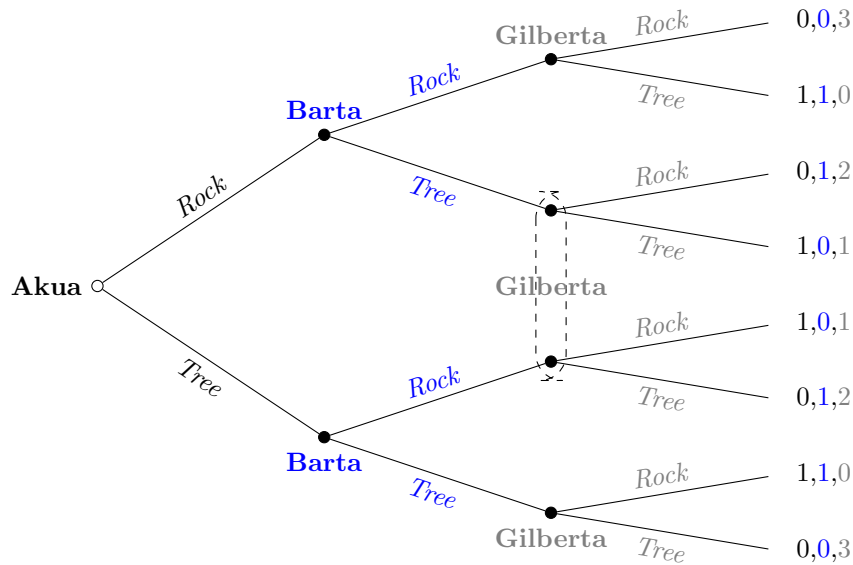 Rock
0,0,3
Gilberta
Rock
Tree
1,1,0
Barta
Rock
0,1,2
Tree
Rock
Tree
1,0,1
Akua
Gilberta
Rock
1,0,1
Tree
Rock
Tree
0,1,2
Barta
Rock
1,1,0
Tree
Gilberta
Tree
0,0,3